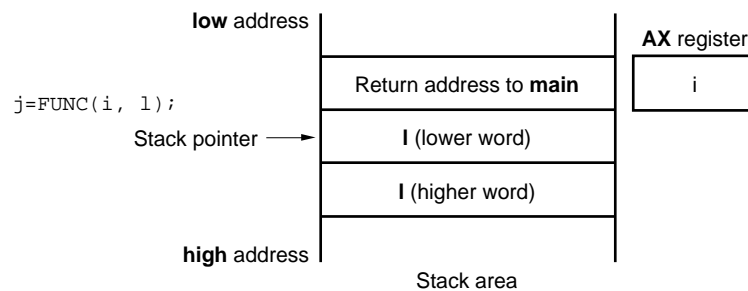 low address
AX register
Return address to main
i
j=FUNC(i, l);
Stack pointer
l (lower word)
l (higher word)
high address
Stack area